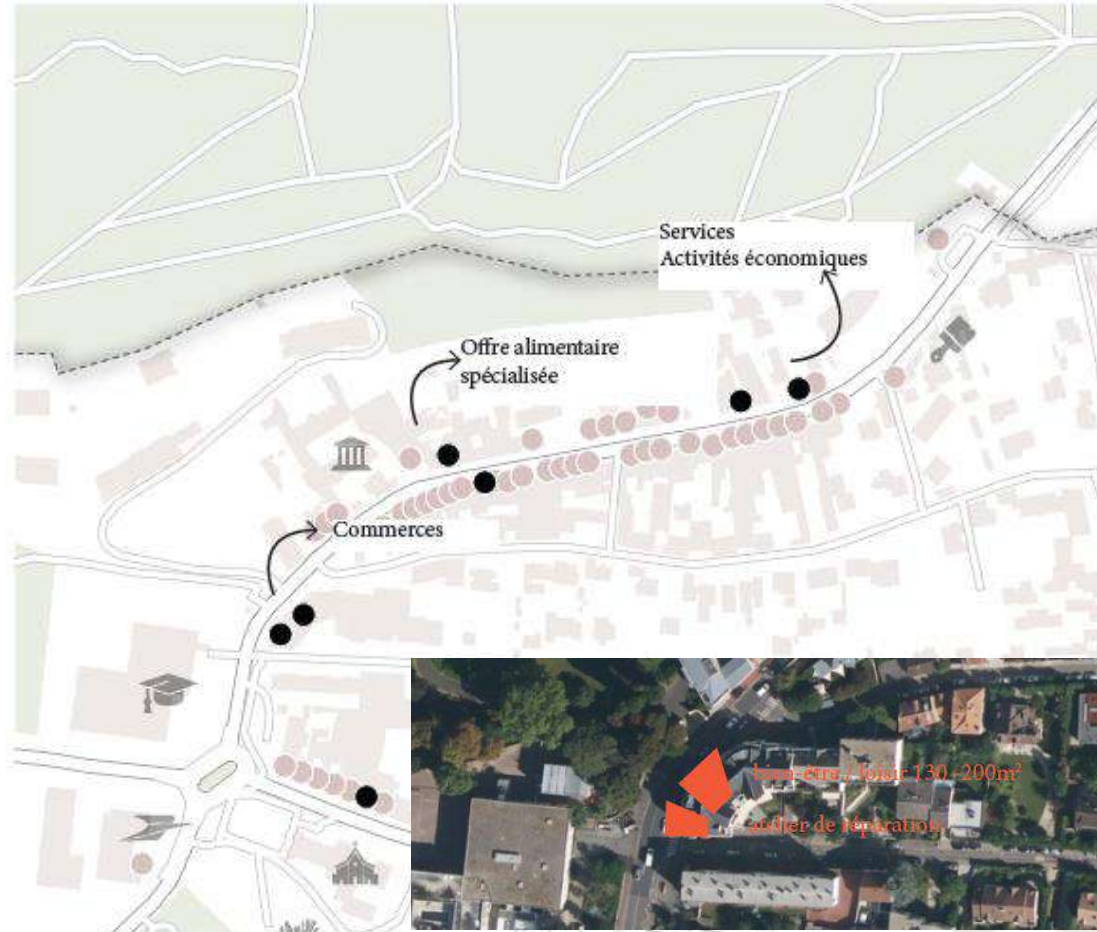 Services
Activités économiques
Offre alimentaire
spécialisée
Commerces
bien-être / loisir 130 -200m²
atelier de réparation